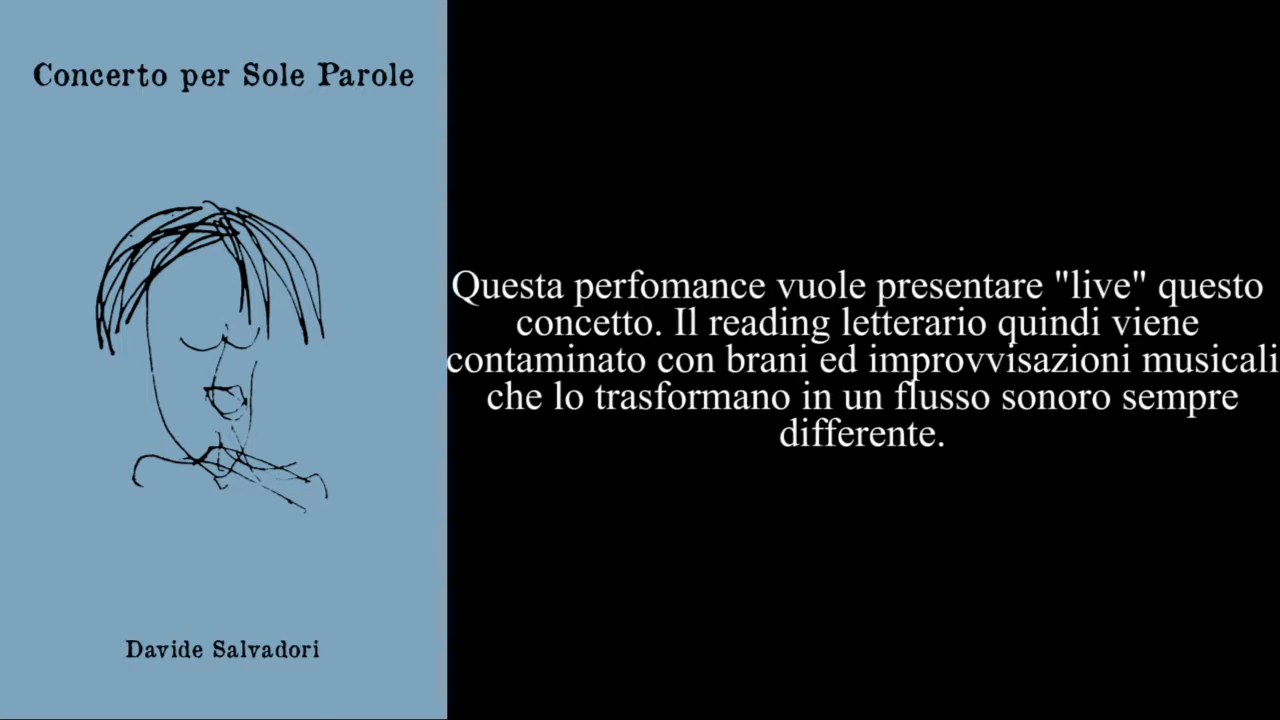 Concerto per Sole Parole
Davide Salvadori
Questa perfomance vuole presentare "live" questo
concetto. Il reading letterario quindi viene
contaminato con brani ed improvvisazioni musicali
che lo trasformano in un flusso sonoro sempre
differente.